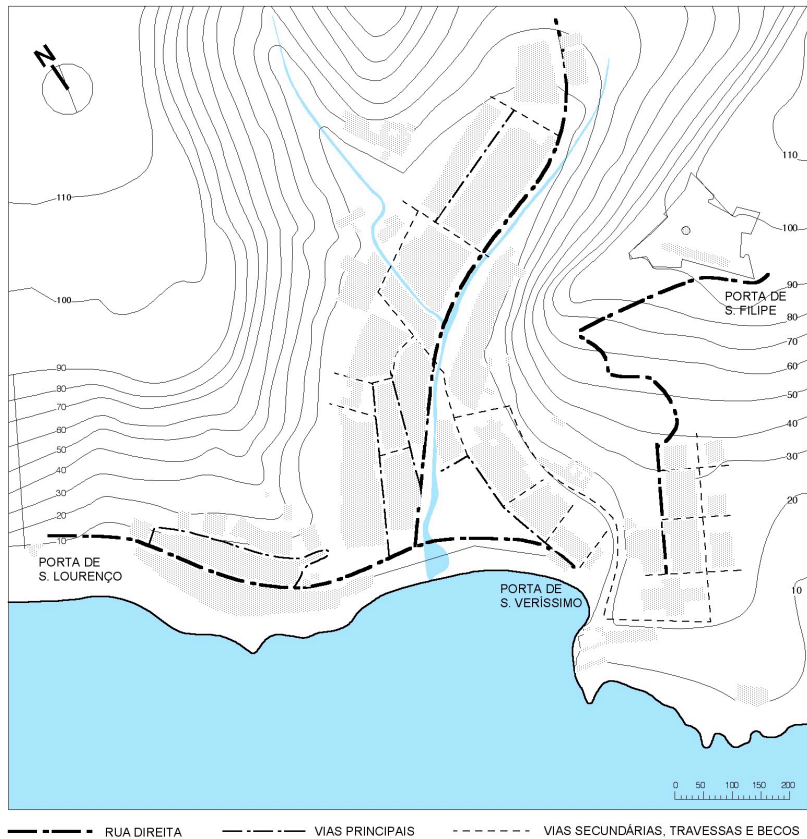 N
110
110
100
100
90
PORTA DE
S. FILIPE
80
70
60
90
80
50
70
60
40
50
30
40
30
20
20
10
PORTA DE
S. LOURENÇO
PORTA DE
S. VERÍSSIMO
10
0 50 100 150 200
RUA DIREITA
VIAS PRINCIPAIS
VIAS SECUNDÁRIAS, TRAVESSAS E BECOS